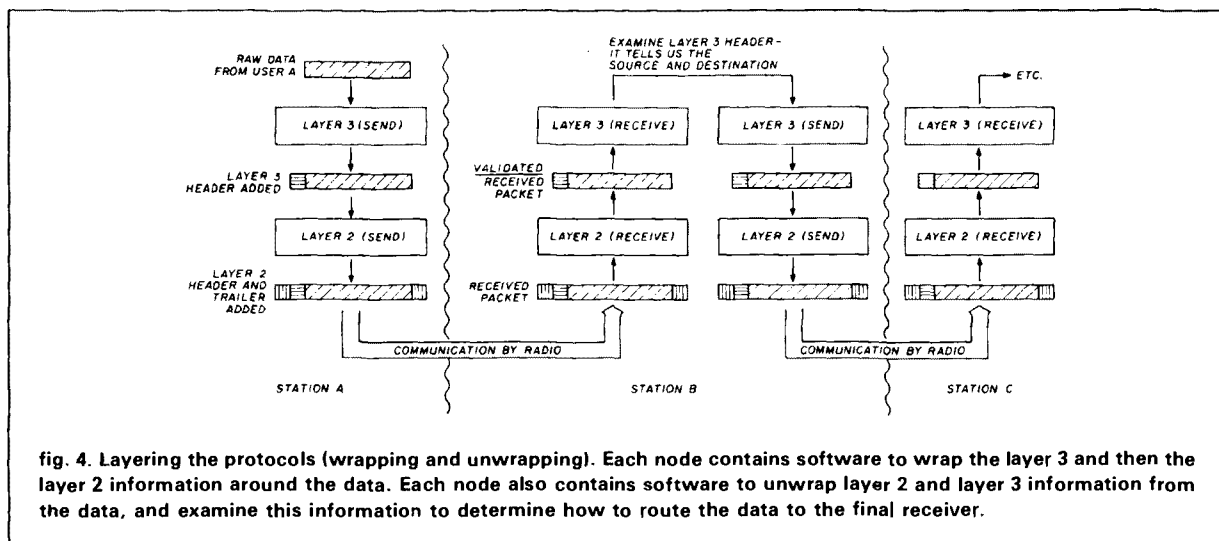 EXAMINE LAYER 3 HEADER-
IT TELLS US THE
SOURCE AND DESTINATION
RAW DATA
FROM USER A
ETC.
LAYER 3 (SEND)
LAYER 3 (RECEIVE)
LAYER 3 (SEND)
LAYER 3 (RECEIVE)
LAYER 3
HEADER ADDED
VALIDATED
RECEIVED
PACKET
LAYER 2 (SEND)
LAYER 2 (RECEIVE)
LAYER 2 (SEND)
LAYER 2 (RECEIVE)
LAYER 2
HEADER AND
TRAILER
ADDED
RECEIVED
PACKET
COMMUNICATION BY RADIO
COMMUNICATION BY RADIO
STATION A
STATION B
STATION C
fig. 4. Layering the protocols (wrapping and unwrapping). Each node contains software to wrap the layer 3 and then the
layer 2 information around the data. Each node also contains software to unwrap layer 2 and layer 3 information from
the data, and examine this information to determine how to route the data to the final receiver.